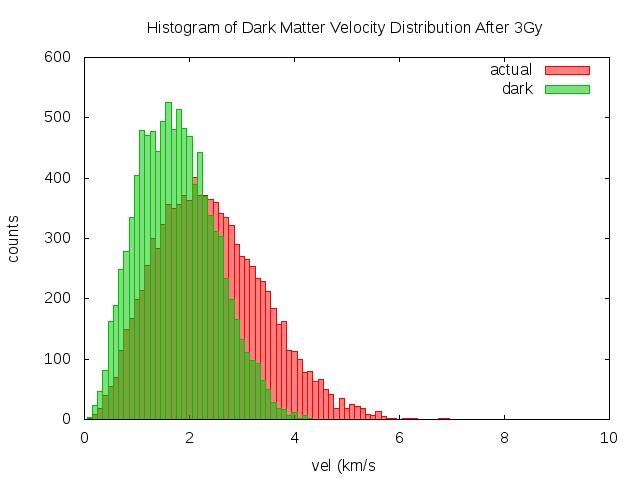 Histogram of Dark Matter Velocity Distribution After 3Gy
600
500
400
300
200
100
0
counts
actual
dark
0 2 4 6 8 10
vel (km/s